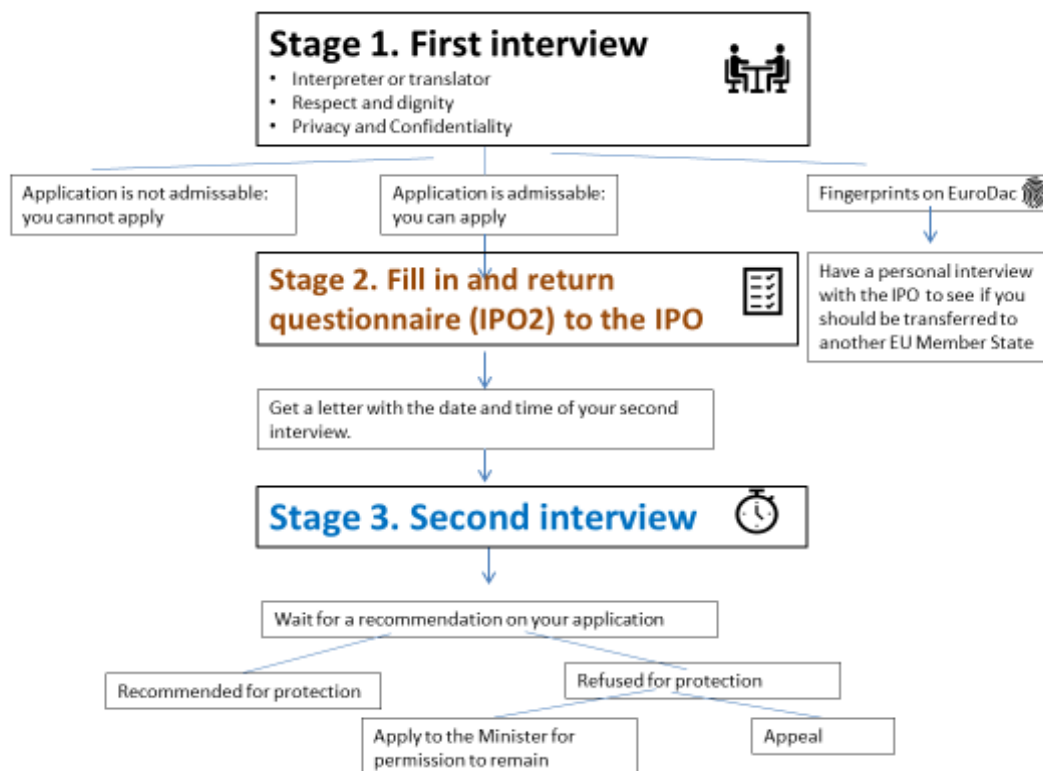 Stage 1. First interview
• Interpreter or translator
• Respect and dignity
• Privacy and Confidentiality
Application is not admissable:
you cannot apply
Application is admissable:
you can apply
Fingerprints on EuroDac
Stage 2. Fill in and return
questionnaire (IPO2) to the IPO
Have a personal interview
with the IPO to see if you
should be transferred to
another EU Member State
Get a letter with the date and time of your second
interview.
Stage 3. Second interview
Wait for a recommendation on your application
Recommended for protection
Refused for protection
Apply to the Minister for
permission to remain
Appeal